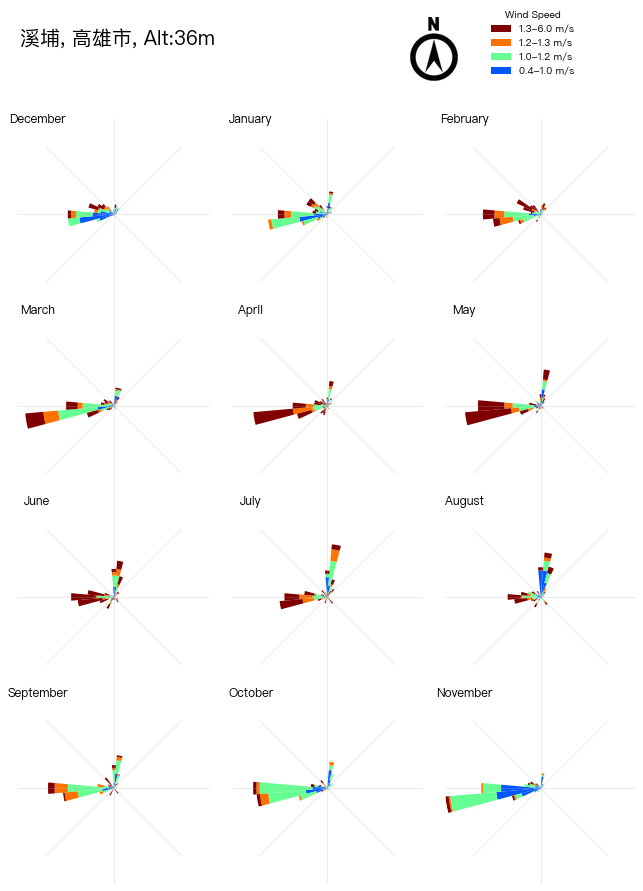 溪埔, 高雄市, Alt:36m
N
Wind Speed
1.3–6.0 m/s
1.2–1.3 m/s
1.0–1.2 m/s
0.4–1.0 m/s
December
January
February
March
April
May
June
July
August
September
October
November